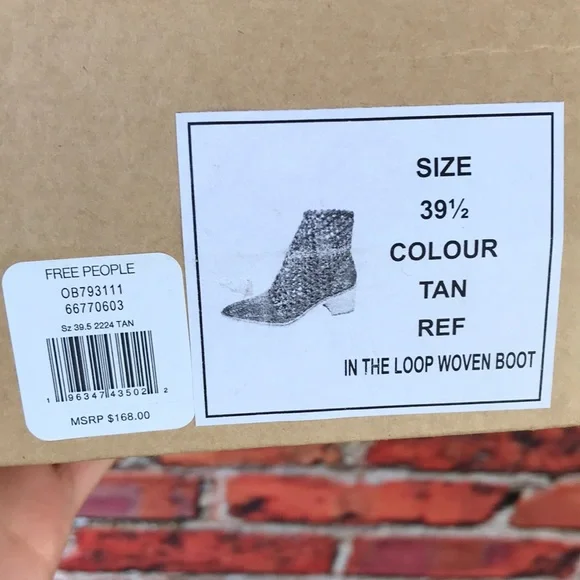 FREE PEOPLE
OB793111
66770603
Sz 39.5 2224 TAN
1 96347 43502 2
MSRP $168.00
SIZE
39½
COLOUR
TAN
REF
IN THE LOOP WOVEN BOOT